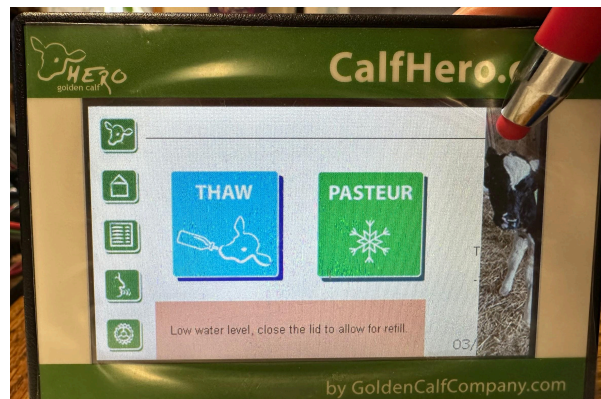 HERO
golden calf
CalfHero.
THAW
PASTEUR
Low water level, close the lid to allow for refill.
03/
by GoldenCalfCompany.com